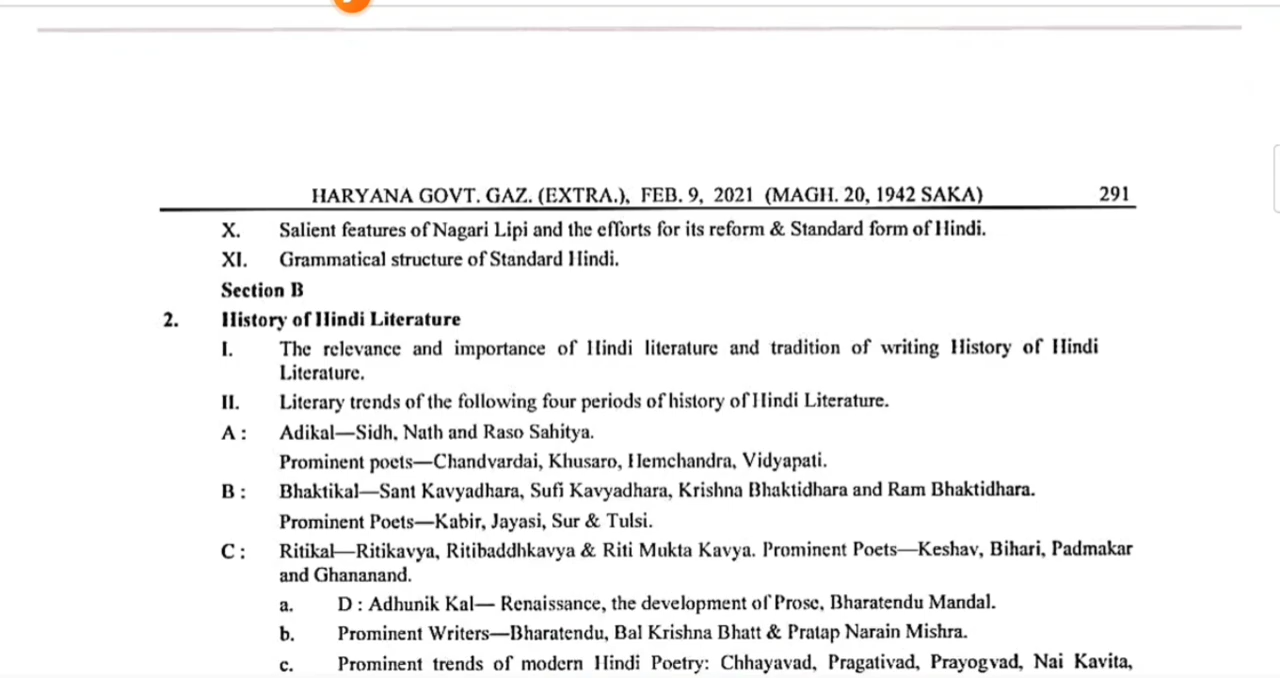 HARYANA GOVT. GAZ. (EXTRA.), FEB. 9, 2021 (MAGH. 20, 1942 SAKA) 291
X. Salient features of Nagari Lipi and the efforts for its reform & Standard form of Hindi.
XI. Grammatical structure of Standard Hindi.
Section B
2. History of Hindi Literature
I. The relevance and importance of Hindi literature and tradition of writing History of Hindi
Literature.
II. Literary trends of the following four periods of history of Hindi Literature.
A : Adikal—Sidh, Nath and Raso Sahitya.
Prominent poets—Chandvardai, Khusaro, Hemchandra, Vidyapati.
B : Bhaktikal—Sant Kavyadhara, Sufi Kavyadhara, Krishna Bhaktidhara and Ram Bhaktidhara.
Prominent Poets—Kabir, Jayasi, Sur & Tulsi.
C : Ritikal—Ritikavya, Ritibaddhkavya & Riti Mukta Kavya. Prominent Poets—Keshav, Bihari, Padmakar
and Ghananand.
a. D : Adhunik Kal— Renaissance, the development of Prose, Bharatendu Mandal.
b. Prominent Writers—Bharatendu, Bal Krishna Bhatt & Pratap Narain Mishra.
c. Prominent trends of modern Hindi Poetry: Chhayavad, Pragativad, Prayogvad, Nai Kavita,